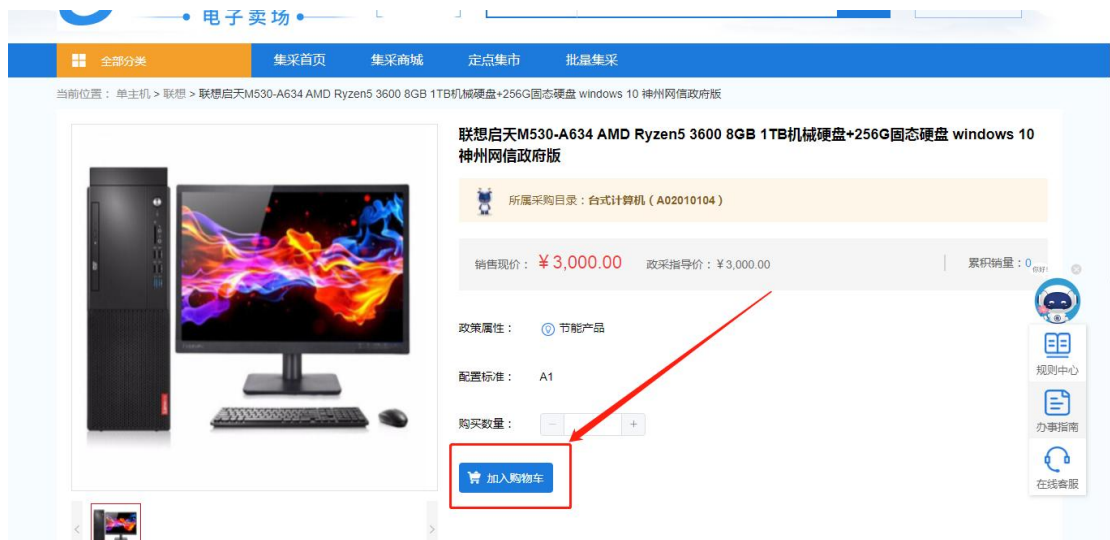 电子卖场
全部分类 集采首页 集采商城 定点集市 批量集采
当前位置： 单主机 > 联想 > 联想启天M530-A634 AMD Ryzen5 3600 8GB 1TB机械硬盘+256G固态硬盘 windows 10 神州网信政府版
联想启天M530-A634 AMD Ryzen5 3600 8GB 1TB机械硬盘+256G固态硬盘 windows 10
神州网信政府版
所属采购目录：台式计算机（A02010104）
销售现价： ￥3,000.00 政采指导价：￥3,000.00 累积销量：0
你好!
政策属性： 节能产品
规则中心
配置标准： A1
购买数量： − +
办事指南
加入购物车
在线客服